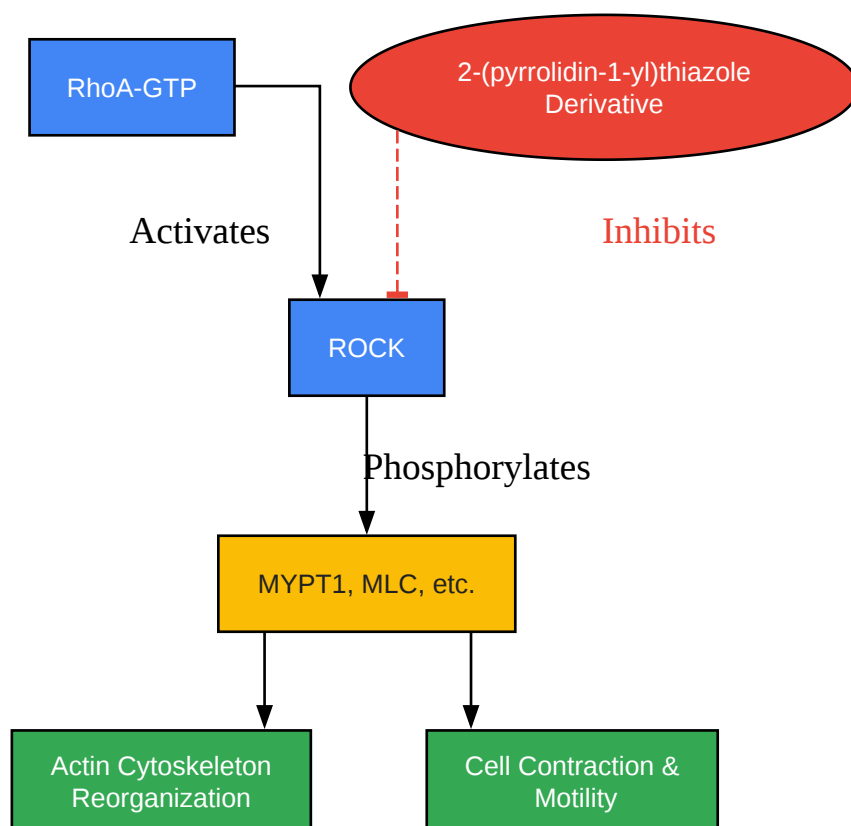 RhoA-GTP
2-(pyrrolidin-1-yl)thiazole
Derivative
Activates
Inhibits
ROCK
Phosphorylates
MYPT1, MLC, etc.
Actin Cytoskeleton
Reorganization
Cell Contraction &
Motility